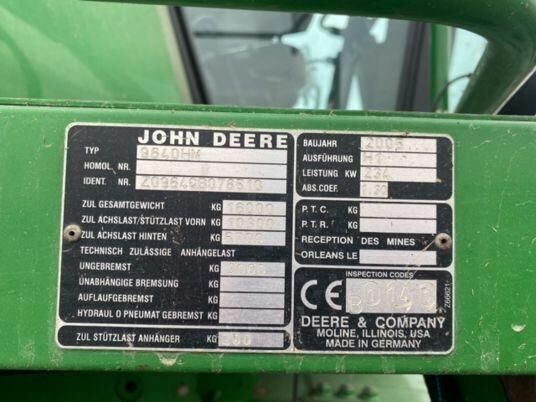 JOHN DEERE
TYP 9640HM
HOMOL. NR.
IDENT. NR.
ZUL GESAMTGEWICHT KG 16000
ZUL ACHSLAST/STÜTZLAST VORN KG 10300
ZUL ACHSLAST HINTEN KG
TECHNISCH ZULÄSSIGE ANHÄNGELAST
UNGEBREMST KG
UNABHÄNGIGE BREMSUNG KG
AUFLAUFGEBREMST KG
HYDRAUL O PNEUMAT GEBREMST KG
ZUL STÜTZLAST ANHÄNGER KG
BAUJAHR 2005
AUSFÜHRUNG H1
LEISTUNG KW 234
ABS.COEF.
P.T.C. KG
P.T.R. KG
RECEPTION DES MINES
ORLEANS LE
INSPECTION CODES
CE
DEERE & COMPANY
MOLINE, ILLINOIS, USA
MADE IN GERMANY
Z66621